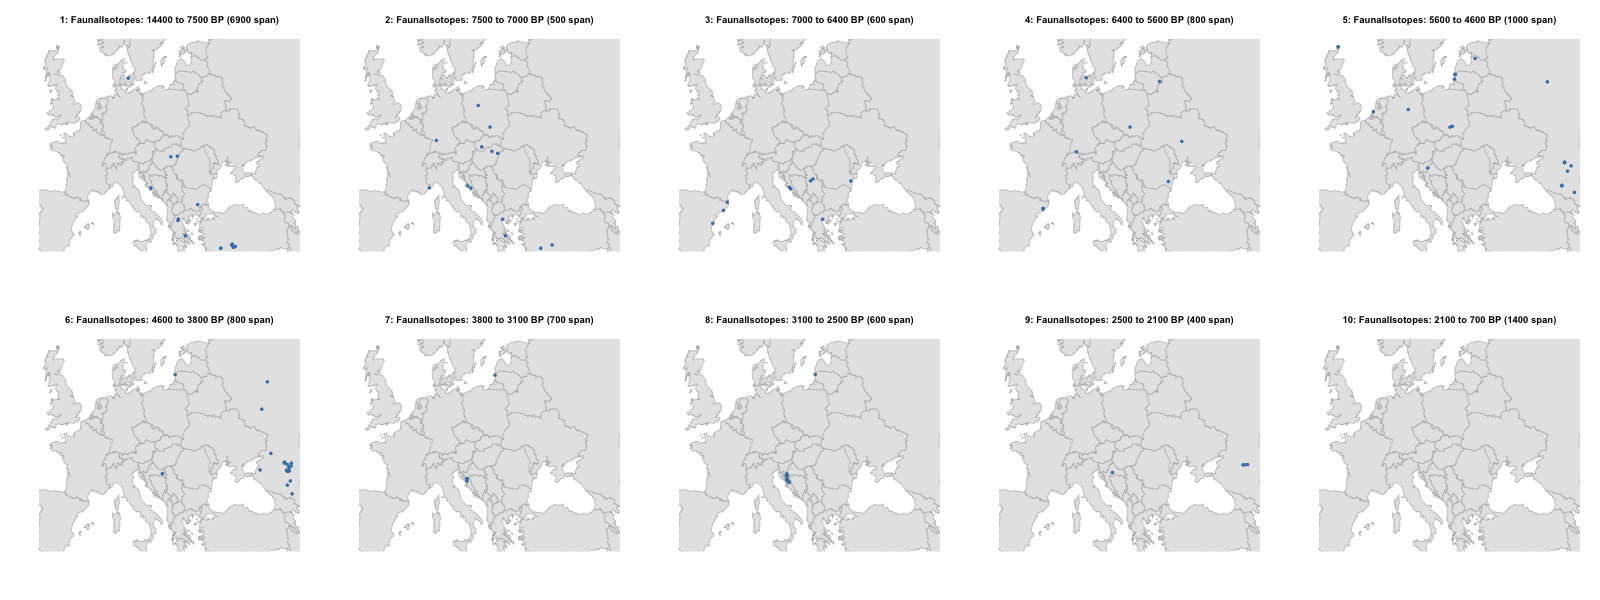 1: FaunalIsotopes: 14400 to 7500 BP (6900 span)
2: FaunalIsotopes: 7500 to 7000 BP (500 span)
3: FaunalIsotopes: 7000 to 6400 BP (600 span)
4: FaunalIsotopes: 6400 to 5600 BP (800 span)
5: FaunalIsotopes: 5600 to 4600 BP (1000 span)
6: FaunalIsotopes: 4600 to 3800 BP (800 span)
7: FaunalIsotopes: 3800 to 3100 BP (700 span)
8: FaunalIsotopes: 3100 to 2500 BP (600 span)
9: FaunalIsotopes: 2500 to 2100 BP (400 span)
10: FaunalIsotopes: 2100 to 700 BP (1400 span)